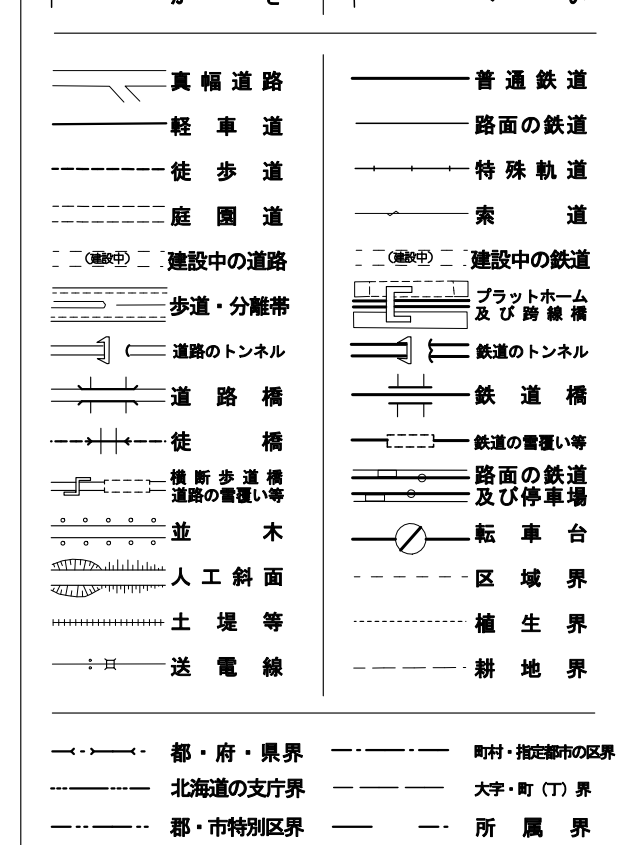 真幅道路
軽車道
徒歩道
庭園道
(建設中) 建設中の道路
歩道・分離帯
道路のトンネル
道路橋
徒橋
横断歩道橋
道路の雪覆い等
並木
人工斜面
土堤等
送電線
普通鉄道
路面の鉄道
特殊軌道
索道
(建設中) 建設中の鉄道
プラットホーム
及び跨線橋
鉄道のトンネル
鉄道橋
鉄道の雪覆い等
路面の鉄道
及び停車場
転車台
区域界
植生界
耕地界
都・府・県界
北海道の支庁界
郡・市特別区界
町村・指定都市の区界
大字・町(丁)界
所属界